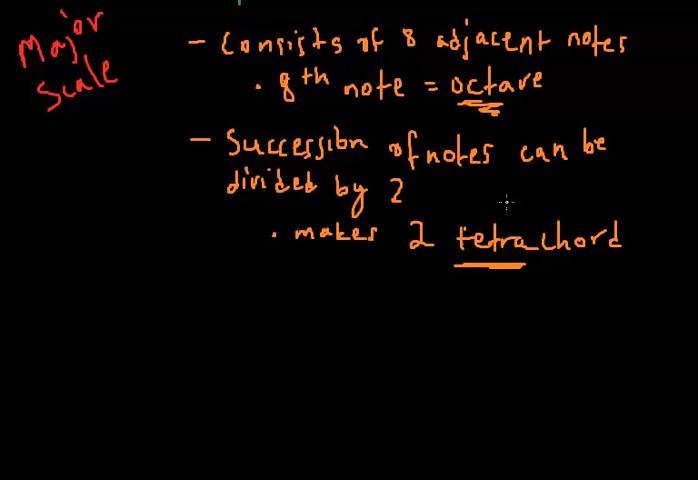 Major
Scale
- Consists of 8 adjacent notes
. 8th note = octave
- Succession of notes can be
divided by 2
. makes 2 tetrachord